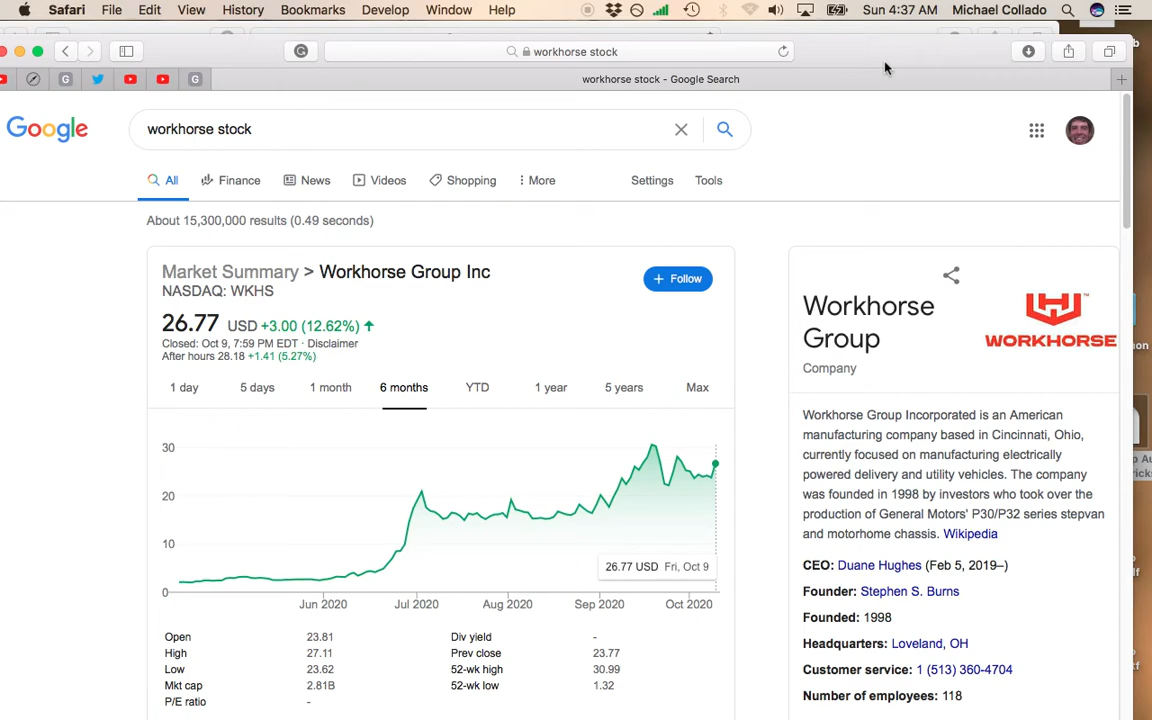 Safari File Edit View History Bookmarks Develop Window Help Sun 4:37 AM Michael Collado
workhorse stock
workhorse stock - Google Search
Google workhorse stock
All Finance News Videos Shopping More Settings Tools
About 15,300,000 results (0.49 seconds)
Market Summary > Workhorse Group Inc
NASDAQ: WKHS
+ Follow
26.77 USD +3.00 (12.62%)
Closed: Oct 9, 7:59 PM EDT · Disclaimer
After hours 28.18 +1.41 (5.27%)
1 day 5 days 1 month 6 months YTD 1 year 5 years Max
30
20
10
0
26.77 USD Fri, Oct 9
Jun 2020 Jul 2020 Aug 2020 Sep 2020 Oct 2020
Open 23.81 Div yield -
High 27.11 Prev close 23.77
Low 23.62 52-wk high 30.99
Mkt cap 2.81B 52-wk low 1.32
P/E ratio -
Workhorse
Group
Company
WORKHORSE
Workhorse Group Incorporated is an American
manufacturing company based in Cincinnati, Ohio,
currently focused on manufacturing electrically
powered delivery and utility vehicles. The company
was founded in 1998 by investors who took over the
production of General Motors' P30/P32 series stepvan
and motorhome chassis. Wikipedia
CEO: Duane Hughes (Feb 5, 2019–)
Founder: Stephen S. Burns
Founded: 1998
Headquarters: Loveland, OH
Customer service: 1 (513) 360-4704
Number of employees: 118